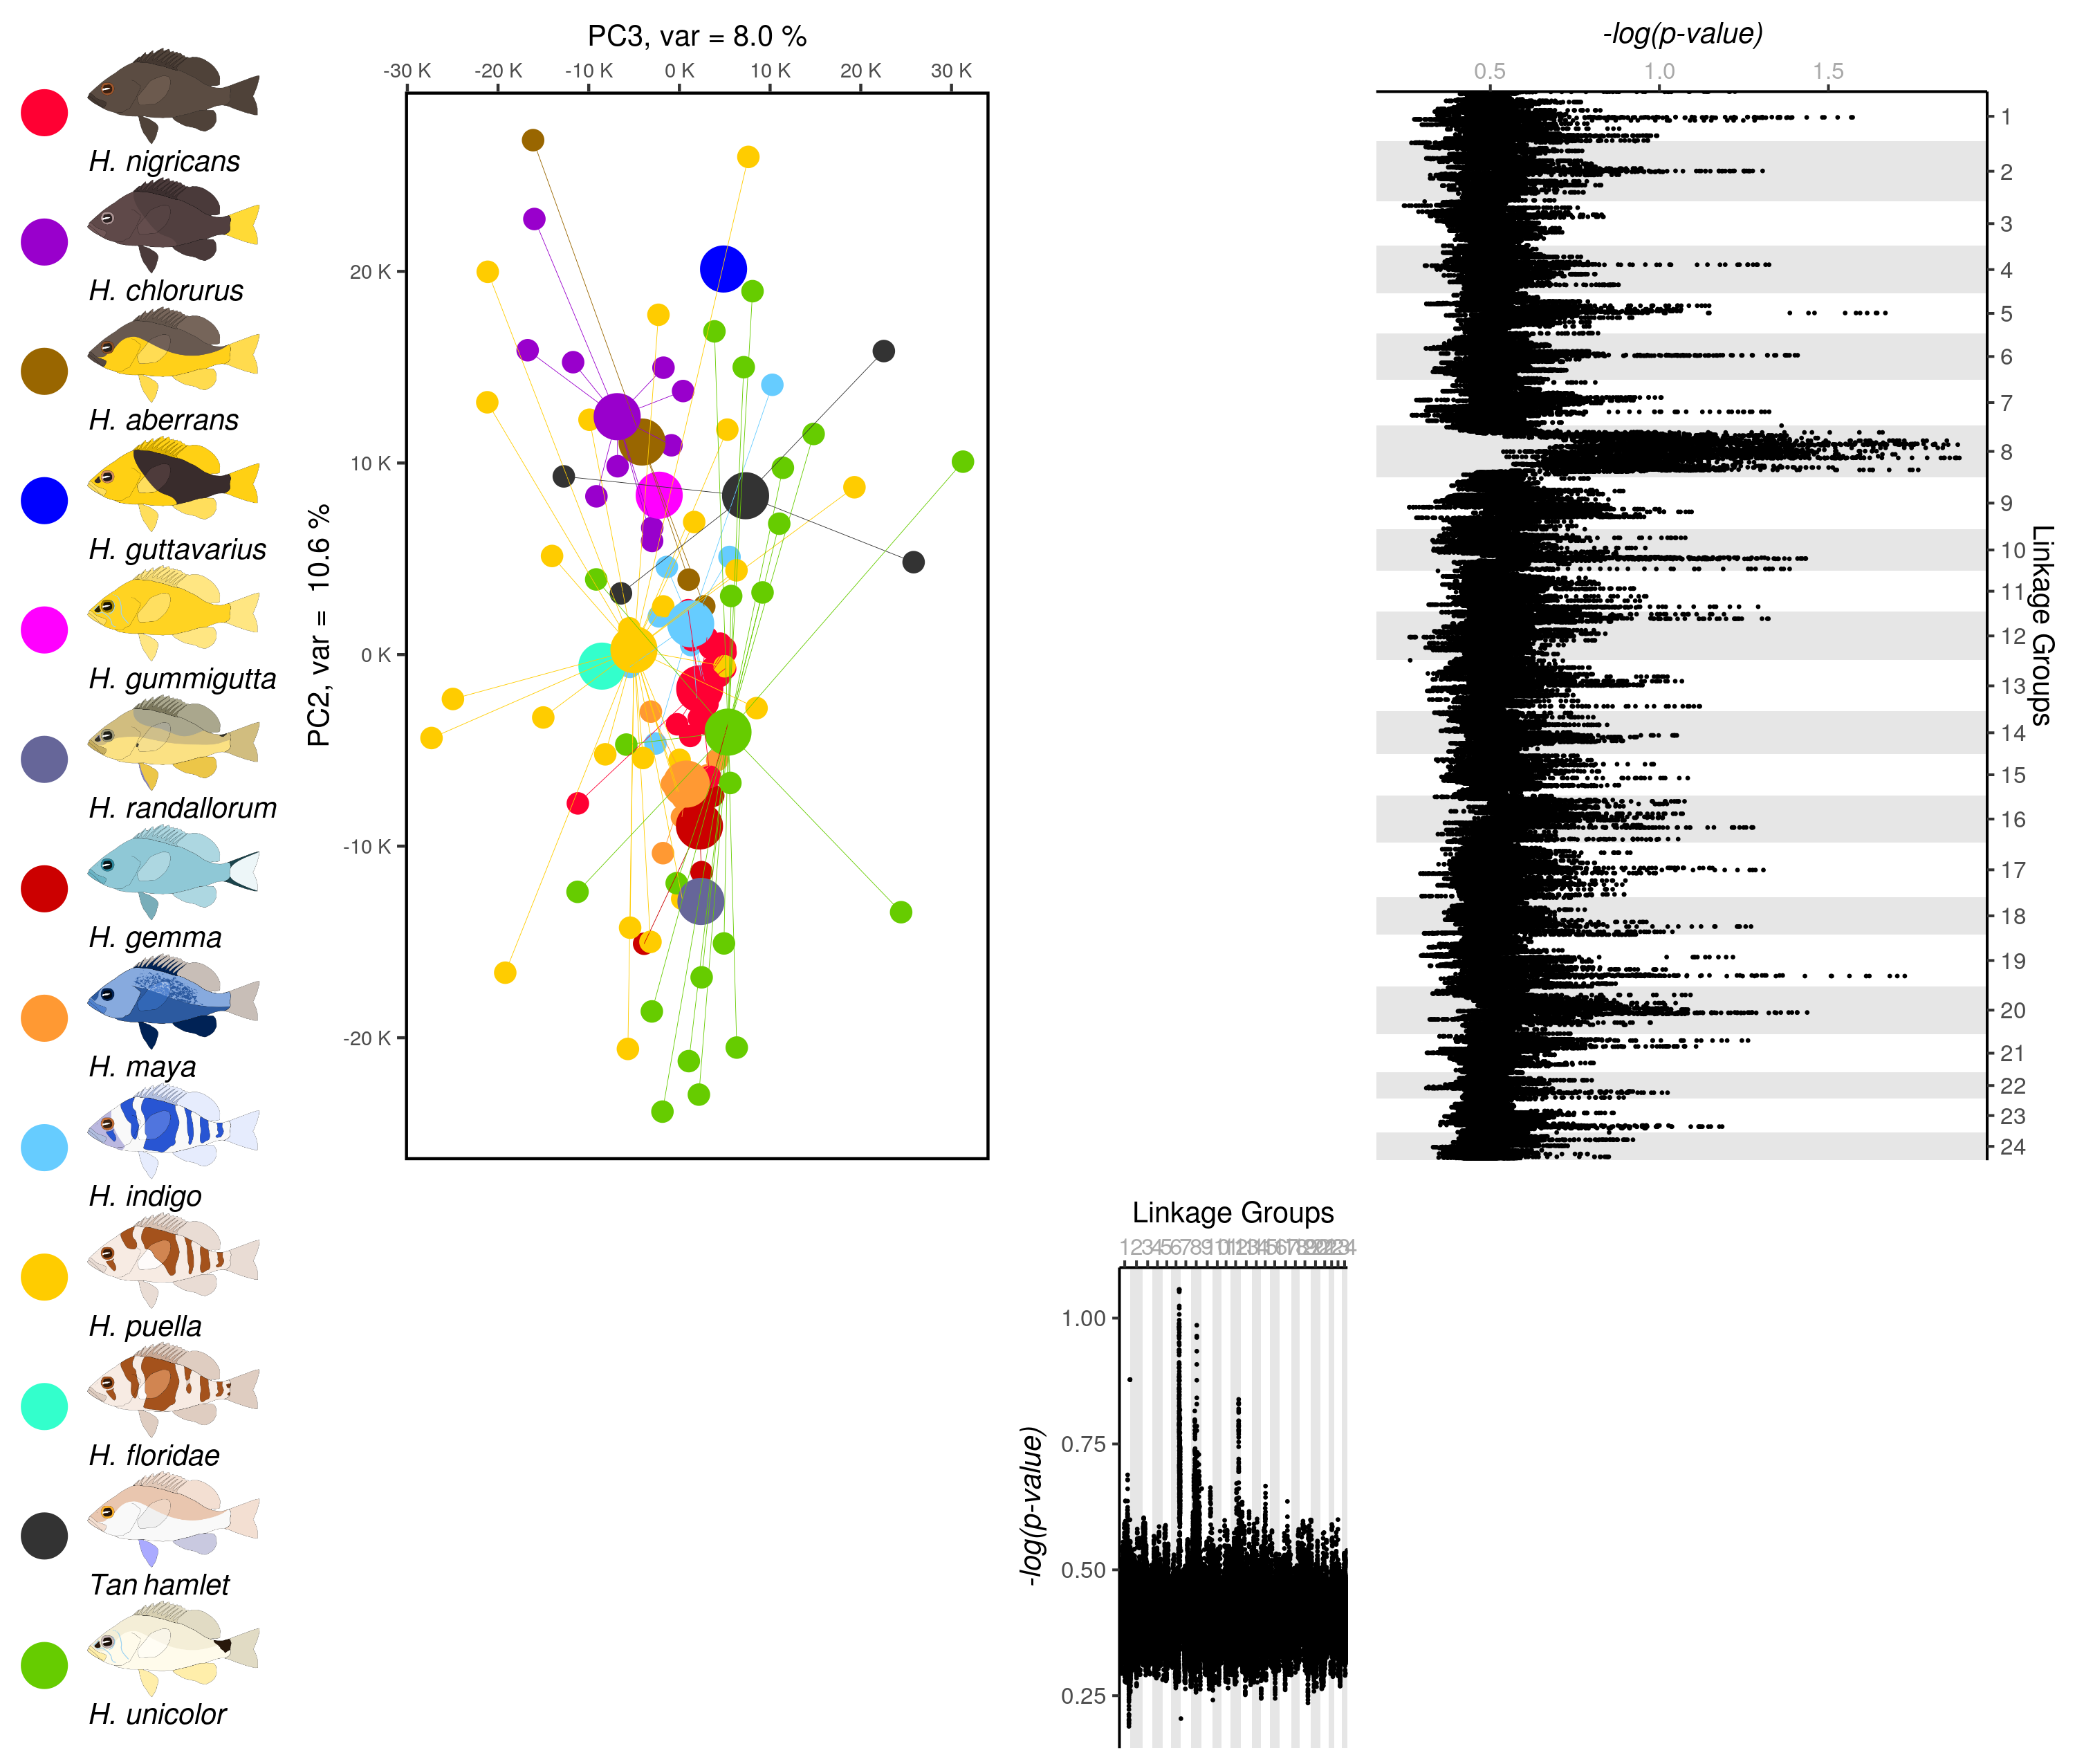 H. nigricans
H. chlorurus
H. aberrans
H. guttavarius
H. gummigutta
H. randallorum
H. gemma
H. maya
H. indigo
H. puella
H. floridae
Tan hamlet
H. unicolor
PC3, var = 8.0 %
-30 K -20 K -10 K 0 K 10 K 20 K 30 K
PC2, var = 10.6 %
20 K
10 K
0 K
-10 K
-20 K
-log(p-value)
0.5 1.0 1.5
1
2
3
4
5
6
7
8
9
10
11
12
13
14
15
16
17
18
19
20
21
22
23
24
Linkage Groups
Linkage Groups
-log(p-value)
1.00
0.75
0.50
0.25